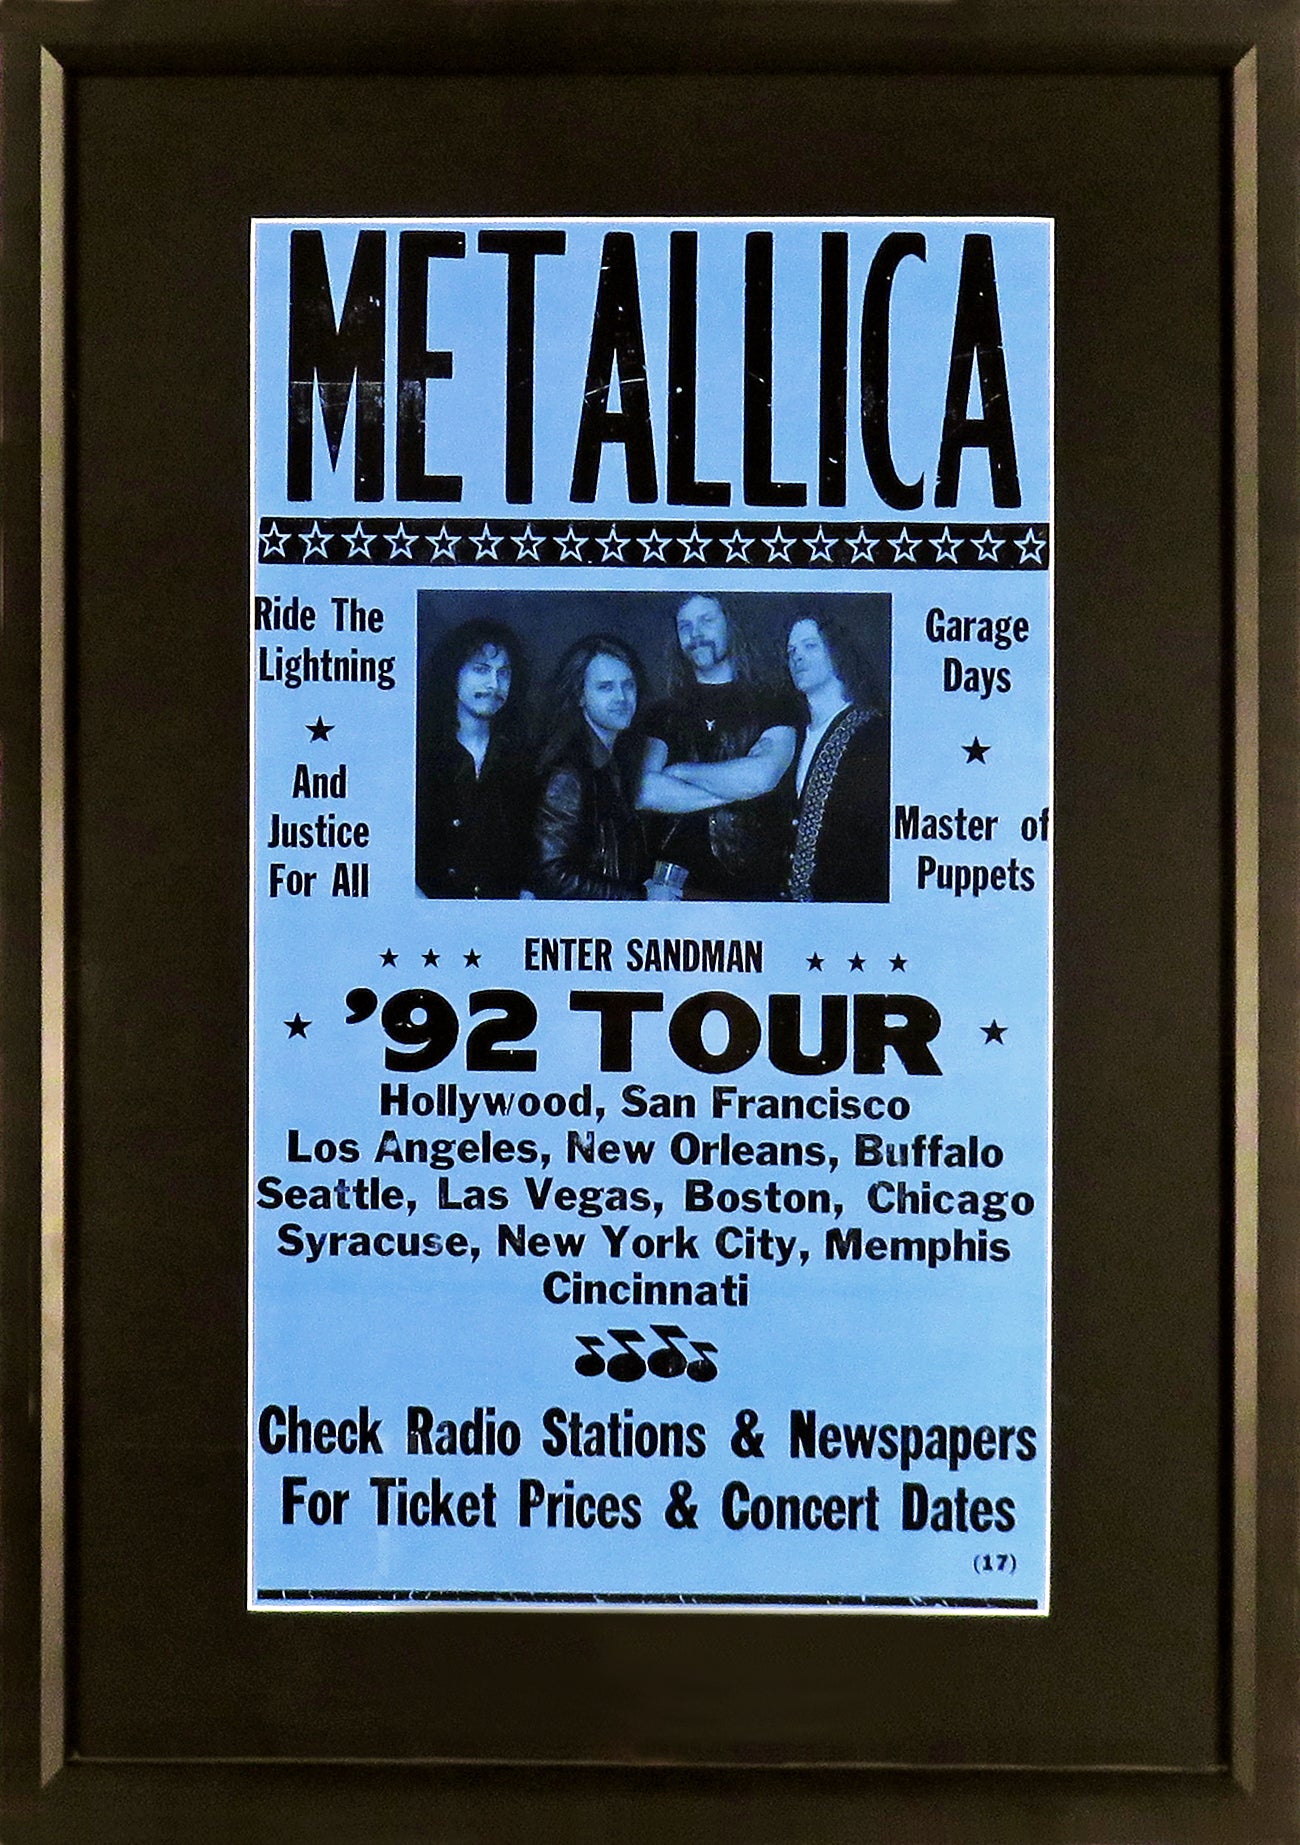 METALLICA
Ride The
Lightning
And
Justice
For All
Garage
Days
Master of
Puppets
ENTER SANDMAN
’92 TOUR
Hollywood, San Francisco
Los Angeles, New Orleans, Buffalo
Seattle, Las Vegas, Boston, Chicago
Syracuse, New York City, Memphis
Cincinnati
Check Radio Stations & Newspapers
For Ticket Prices & Concert Dates
(17)